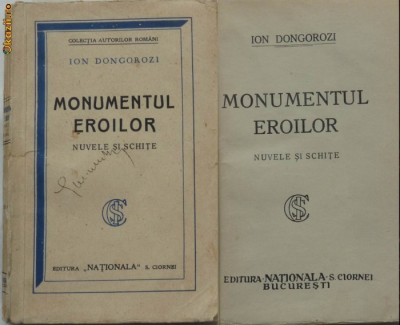 COLECȚIA AUTORILOR ROMÂNI
ION DONGOROZI
MONUMENTUL
EROILOR
NUVELE ȘI SCHIȚE
EDITURA „NAȚIONALA" S. CIORNEI
ION DONGOROZI
MONUMENTUL
EROILOR
NUVELE ȘI SCHIȚE
EDITURA NAȚIONALA S. CIORNEI
BUCUREȘTI